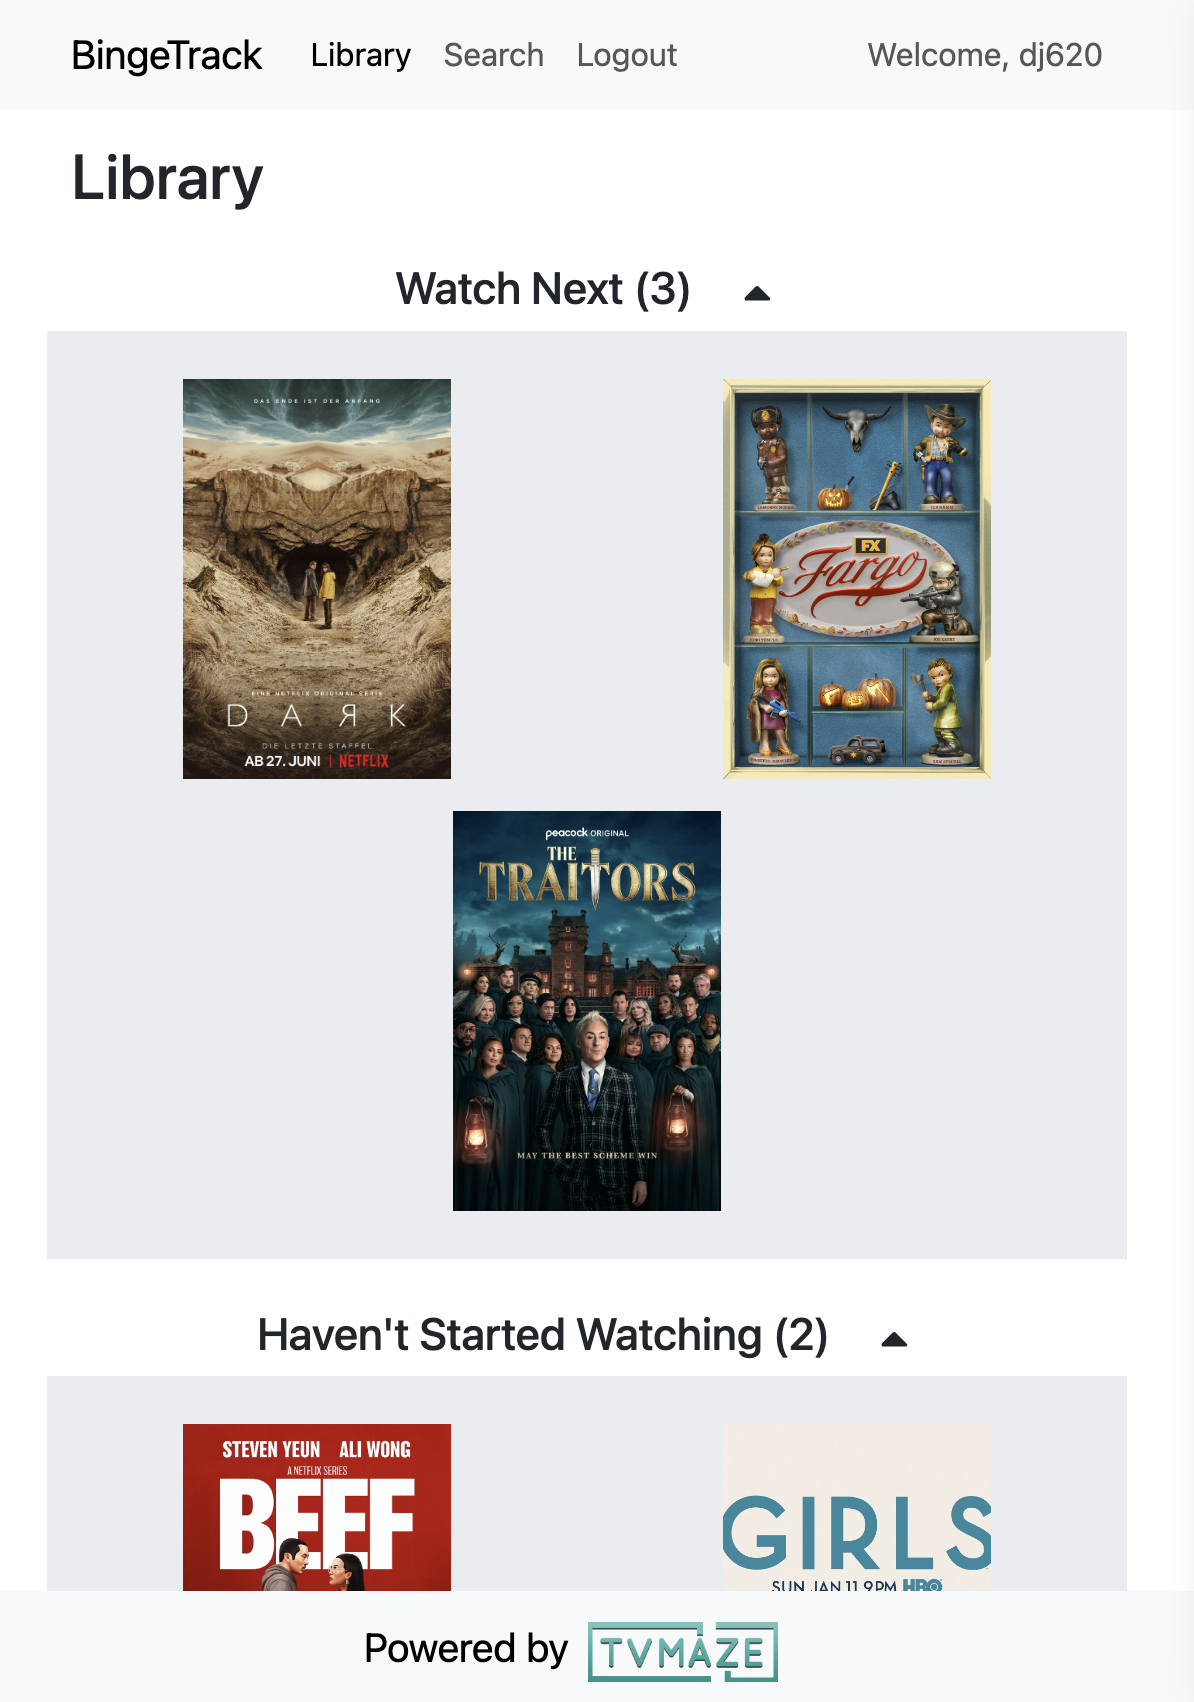 BingeTrack Library Search Logout Welcome, dj620
Library
Watch Next (3)
DAS ENDE IST DER ANFANG
EINE NETFLIX ORIGINAL SERIE
DAЯK
DIE LETZTE STAFFEL
AB 27. JUNI | NETFLIX
FX
Fargo
peacock ORIGINAL
THE
TRAITORS
MAY THE BEST SCHEME WIN
Haven't Started Watching (2)
STEVEN YEUN ALI WONG
A NETFLIX SERIES
BEEF
GIRLS
SUN JAN 11 9PM HBO
Powered by TVMAZE